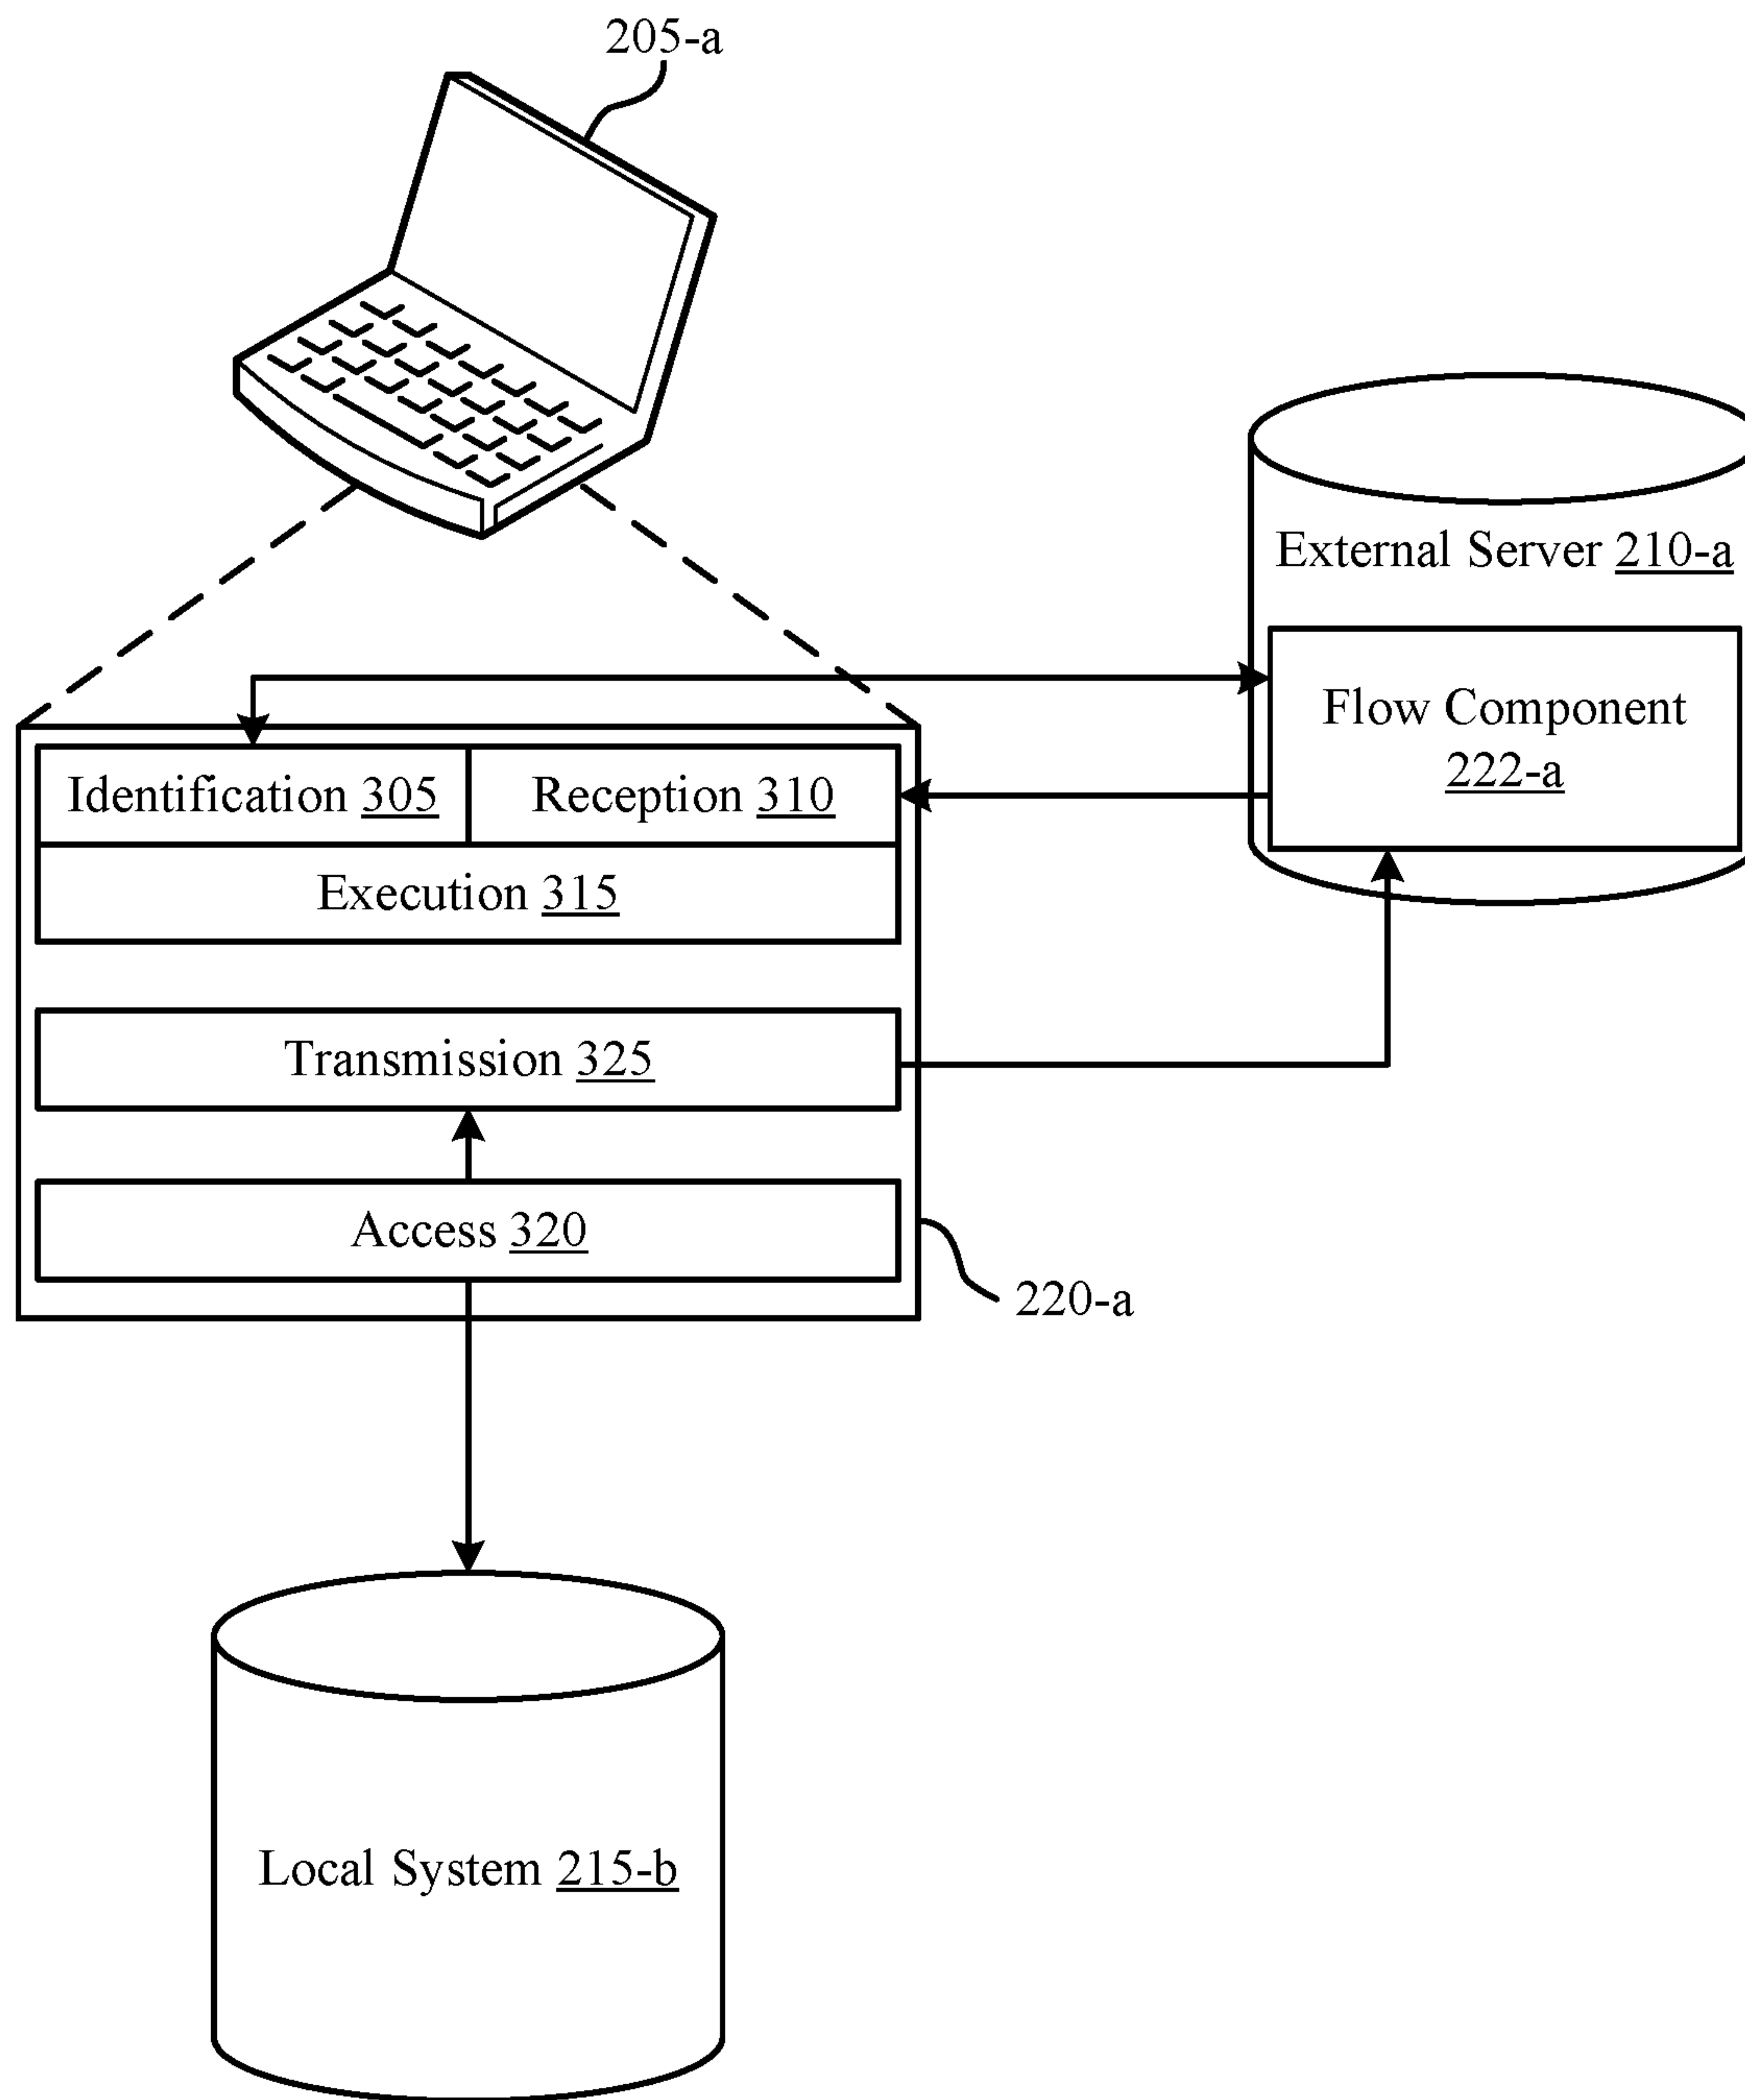 205-a
External Server 210-a
Flow Component
222-a
Identification 305
Reception 310
Execution 315
Transmission 325
Access 320
220-a
Local System 215-b